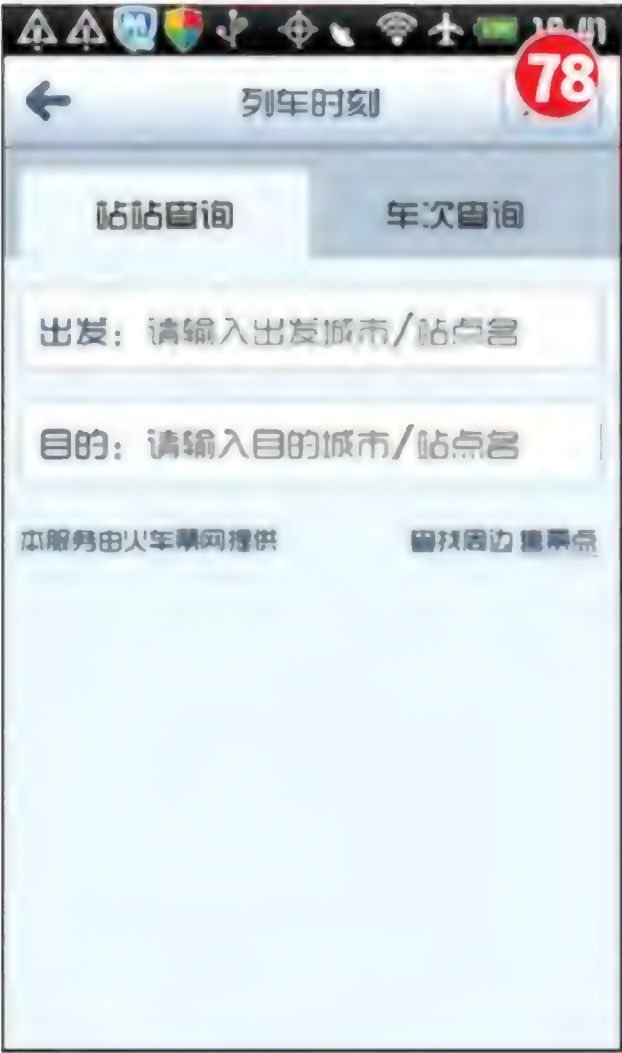 78
列车时刻
站站查询 车次查询
出发：请输入出发城市/站点名
目的：请输入目的城市/站点名
本服务由火车票网提供 查找周边售票点